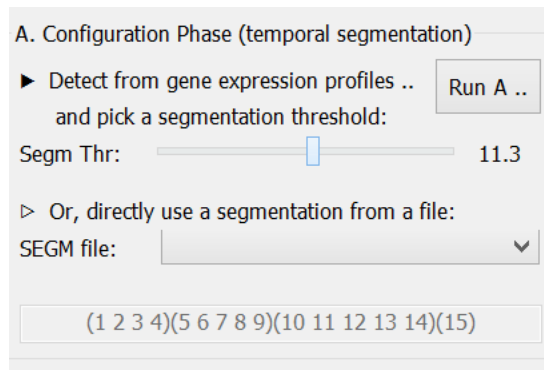 A. Configuration Phase (temporal segmentation)
► Detect from gene expression profiles ..
Run A ..
and pick a segmentation threshold:
Segm Thr: 11.3
▷ Or, directly use a segmentation from a file:
SEGM file:
(1 2 3 4)(5 6 7 8 9)(10 11 12 13 14)(15)